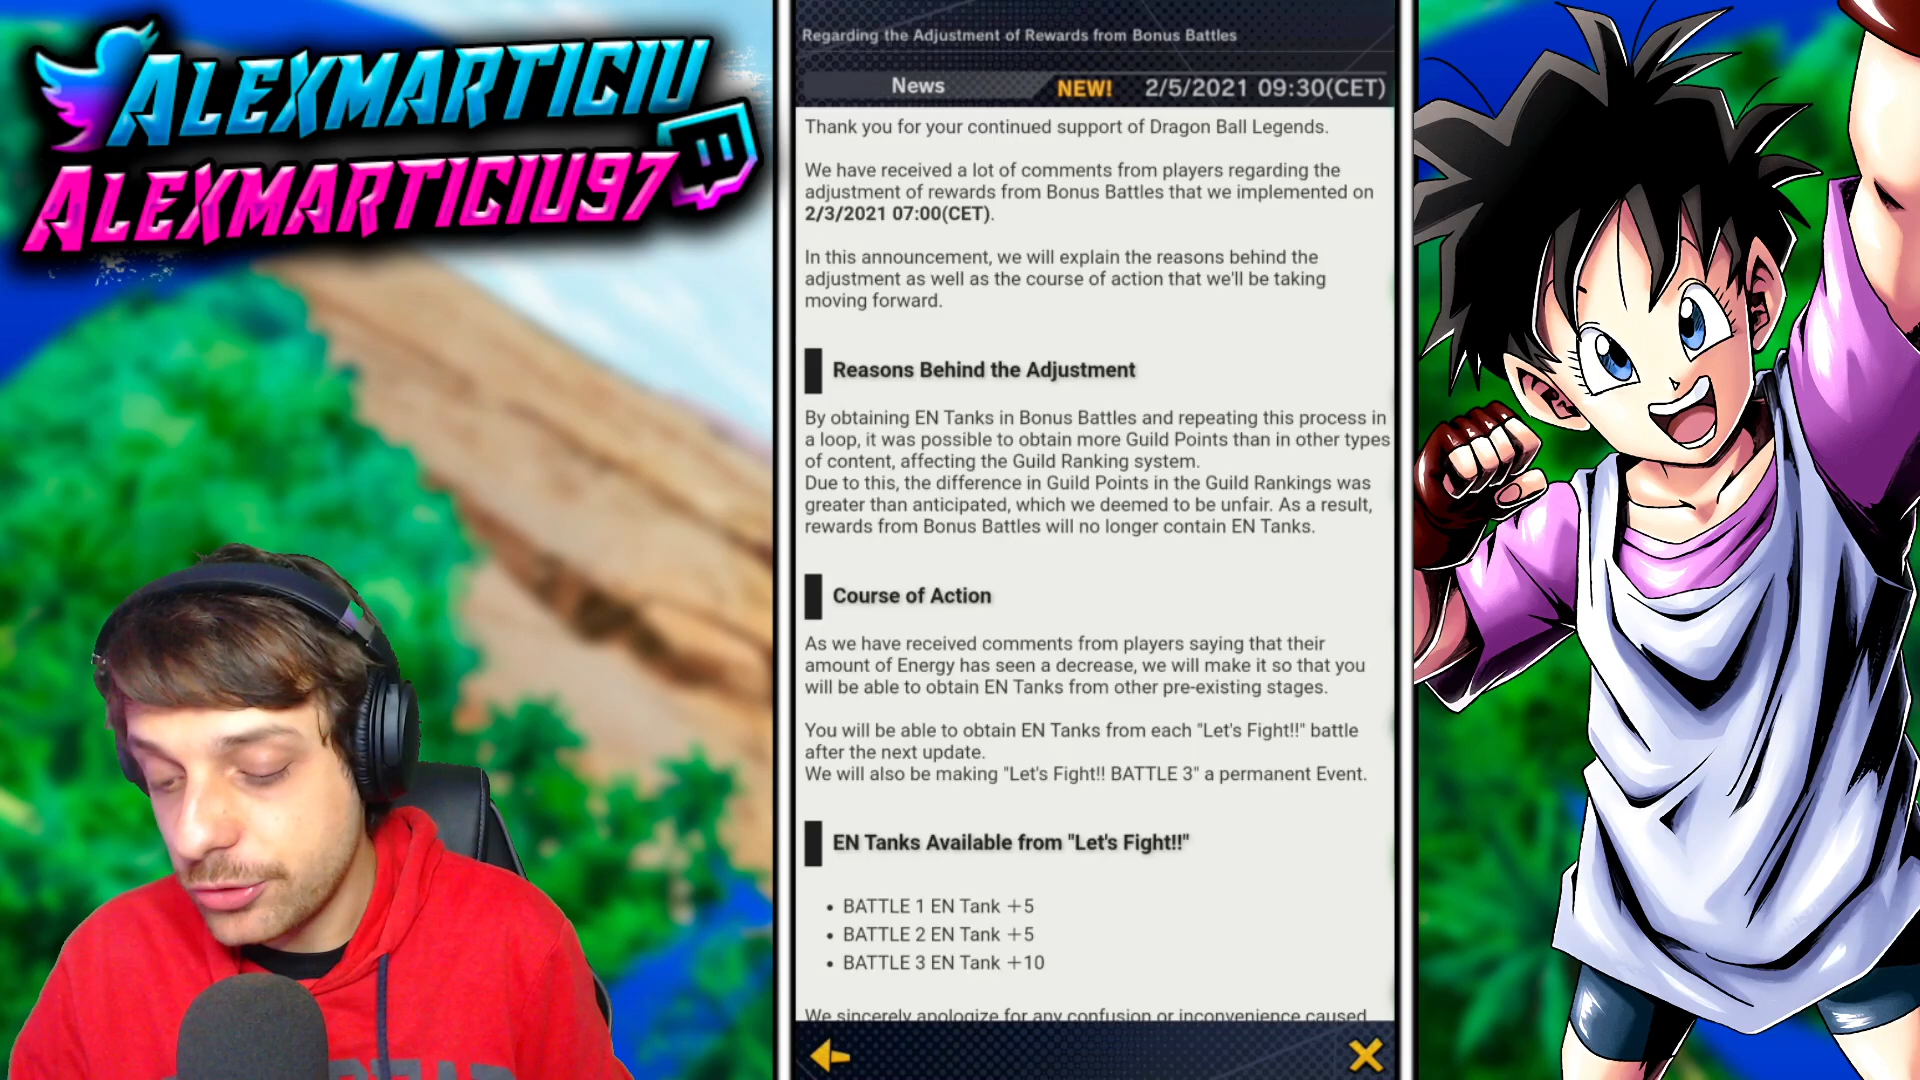 ALEXMARTICIU
ALEXMARTICIU97
Regarding the Adjustment of Rewards from Bonus Battles
News NEW! 2/5/2021 09:30(CET)
Thank you for your continued support of Dragon Ball Legends.
We have received a lot of comments from players regarding the
adjustment of rewards from Bonus Battles that we implemented on
2/3/2021 07:00(CET).
In this announcement, we will explain the reasons behind the
adjustment as well as the course of action that we'll be taking
moving forward.
Reasons Behind the Adjustment
By obtaining EN Tanks in Bonus Battles and repeating this process in
a loop, it was possible to obtain more Guild Points than in other types
of content, affecting the Guild Ranking system.
Due to this, the difference in Guild Points in the Guild Rankings was
greater than anticipated, which we deemed to be unfair. As a result,
rewards from Bonus Battles will no longer contain EN Tanks.
Course of Action
As we have received comments from players saying that their
amount of Energy has seen a decrease, we will make it so that you
will be able to obtain EN Tanks from other pre-existing stages.
You will be able to obtain EN Tanks from each "Let's Fight!!" battle
after the next update.
We will also be making "Let's Fight!! BATTLE 3" a permanent Event.
EN Tanks Available from "Let's Fight!!"
• BATTLE 1 EN Tank +5
• BATTLE 2 EN Tank +5
• BATTLE 3 EN Tank +10
We sincerely apologize for any confusion or inconvenience caused